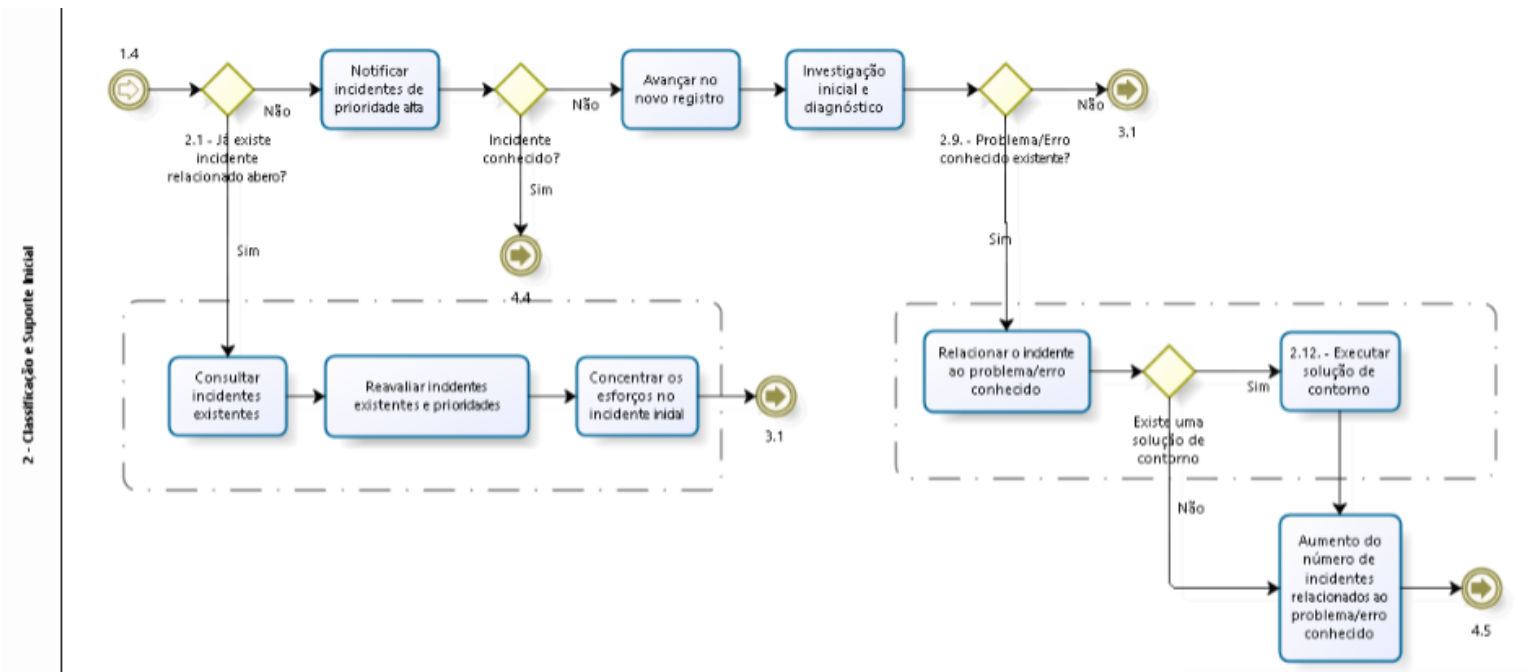 2 - Classificação e Suporte Inicial
1.4
Não
2.1 - Já existe
incidente
relacionado abero?
Sim
Notificar
incidentes de
prioridade alta
Incidente
conhecido?
Não
Sim
4.4
Avançar no
novo registro
Investigação
inicial e
diagnóstico
2.9. - Problema/Erro
conhecido existente?
Não
3.1
Sim
Consultar
incidentes
existentes
Reavaliar incidentes
existentes e prioridades
Concentrar os
esforços no
incidente inicial
3.1
Relacionar o incidente
ao problema/erro
conhecido
Existe uma
solução de
contorno
Sim
2.12. - Executar
solução de
contorno
Não
Aumento do
número de
incidentes
relacionados ao
problema/erro
conhecido
4.5